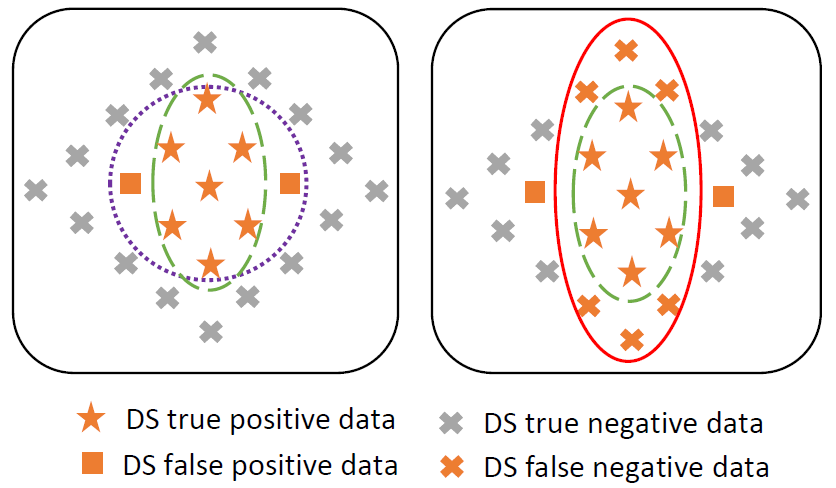 DS true positive data
DS true negative data
DS false positive data
DS false negative data